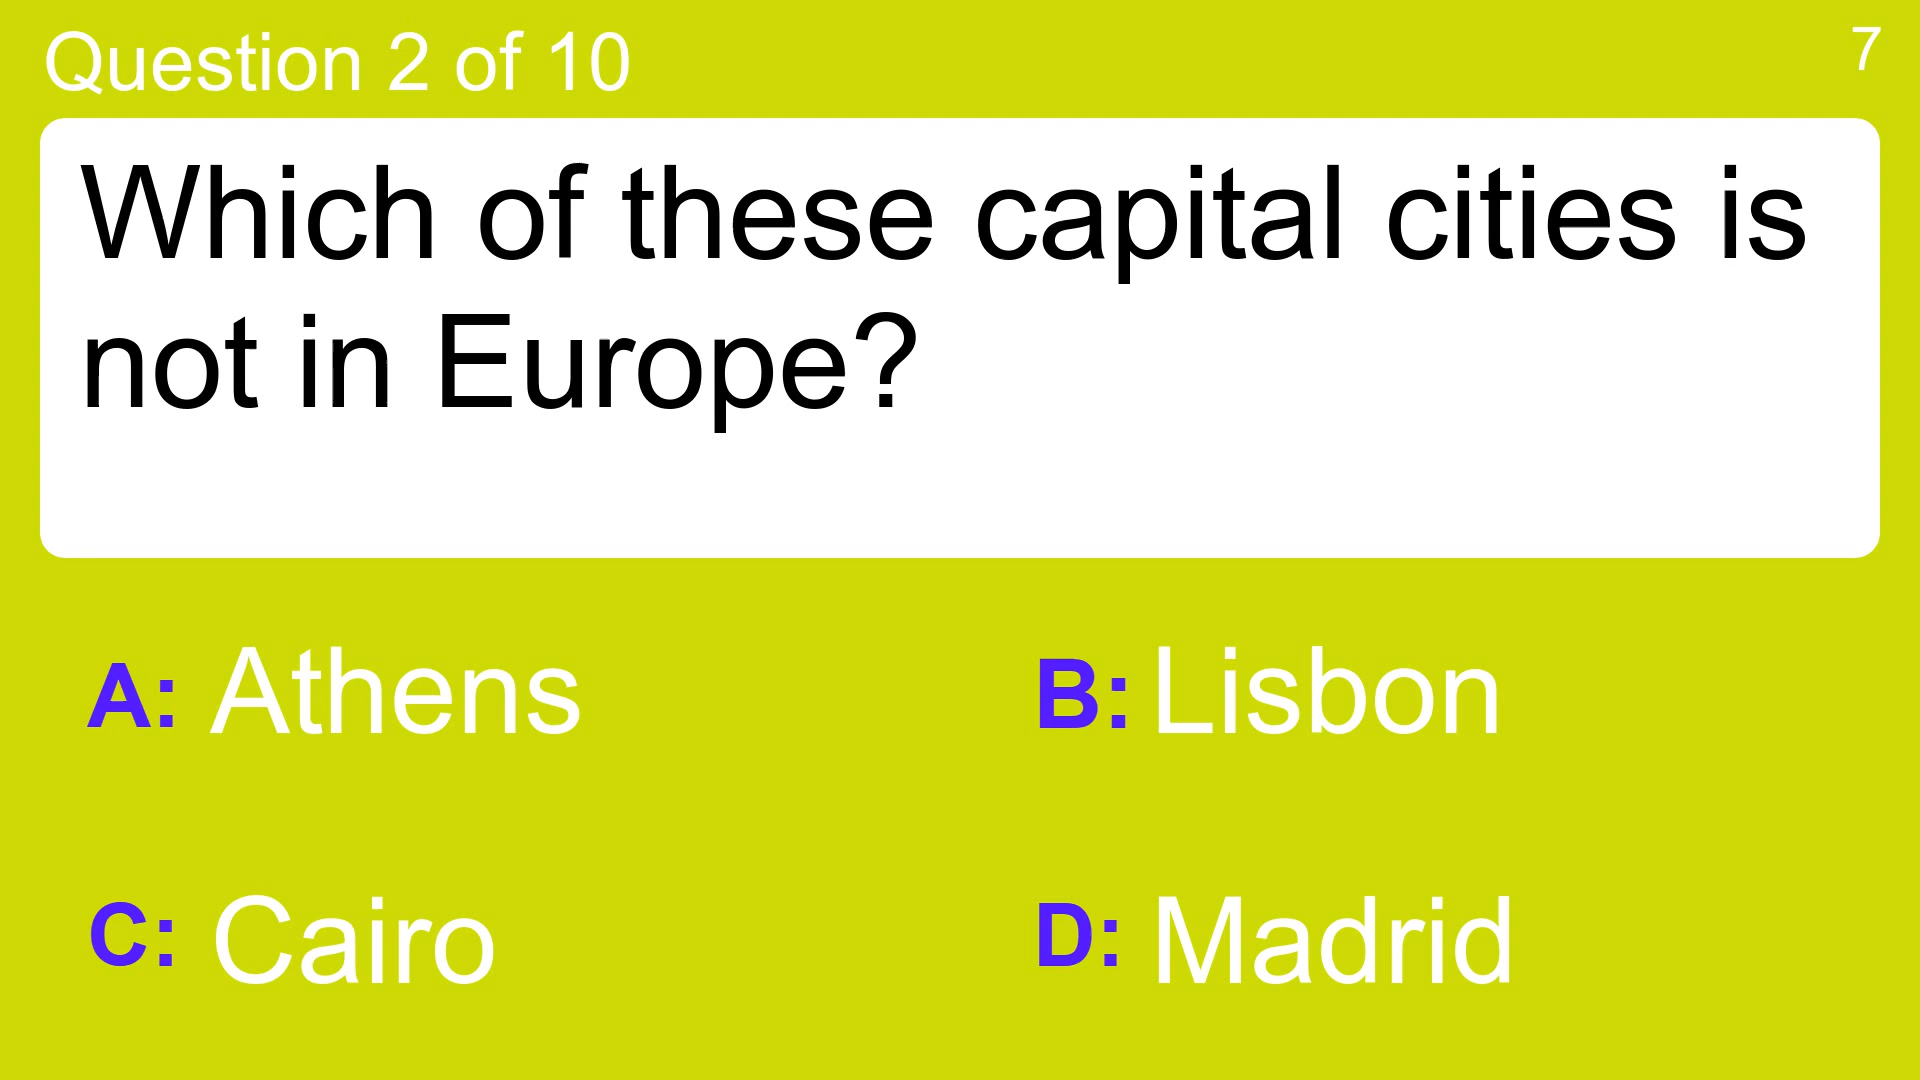 Question 2 of 10
7
Which of these capital cities is
not in Europe?
A: Athens
B: Lisbon
C: Cairo
D: Madrid